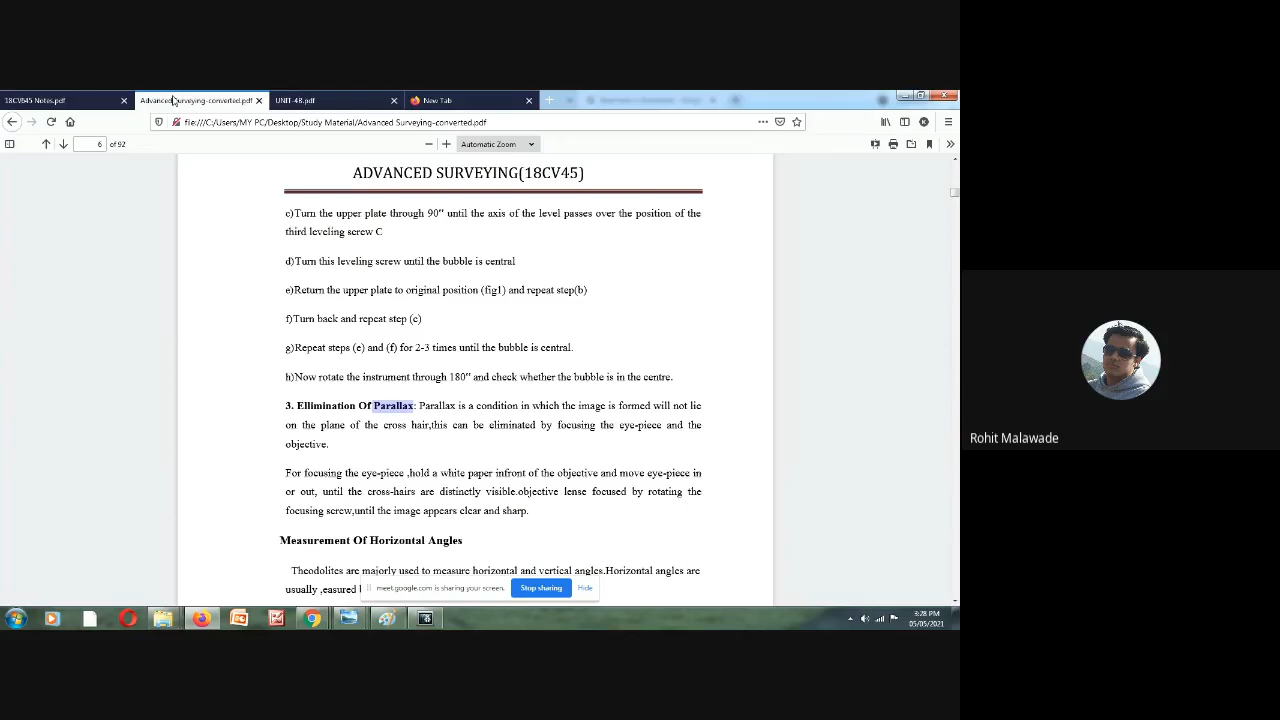 18CV645 Notes.pdf
Advanced Surveying-converted.pdf
UNIT-4B.pdf
New Tab
file:///C:/Users/MY PC/Desktop/Study Material/Advanced Surveying-converted.pdf
6 of 92
Automatic Zoom
ADVANCED SURVEYING(18CV45)
c)Turn the upper plate through 90° until the axis of the level passes over the position of the
third leveling screw C
d)Turn this leveling screw until the bubble is central
e)Return the upper plate to original position (fig1) and repeat step(b)
f)Turn back and repeat step (c)
g)Repeat steps (e) and (f) for 2-3 times until the bubble is central.
h)Now rotate the instrument through 180° and check whether the bubble is in the centre.
3. Ellimination Of Parallax: Parallax is a condition in which the image is formed will not lie
on the plane of the cross hair,this can be eliminated by focusing the eye-piece and the
objective.
For focusing the eye-piece ,hold a white paper infront of the objective and move eye-piece in
or out, until the cross-hairs are distinctly visible.objective lense focused by rotating the
focusing screw,until the image appears clear and sharp.
Measurement Of Horizontal Angles
Theodolites are majorly used to measure horizontal and vertical angles.Horizontal angles are
usually ,easured
meet.google.com is sharing your screen.
Stop sharing
Hide
Rohit Malawade
3:28 PM
05/05/2021